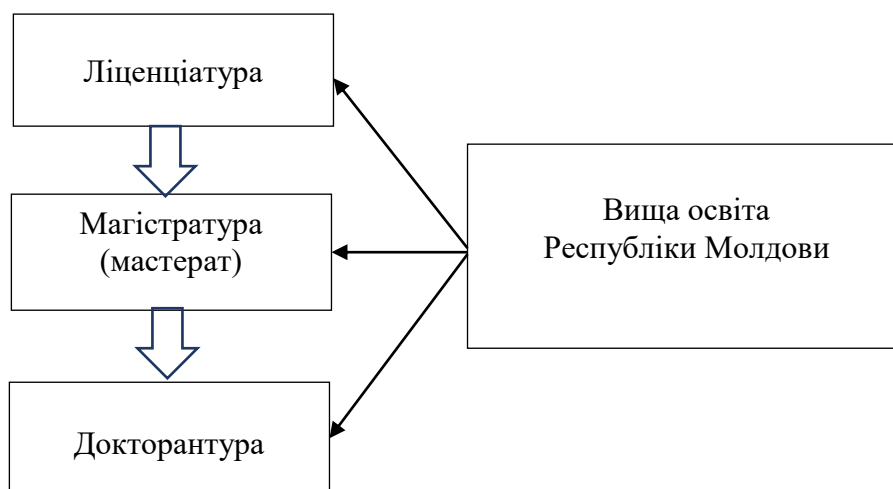 Ліценціатура
Магістратура
(мастерат)
Докторантура
Вища освіта
Республіки Молдови